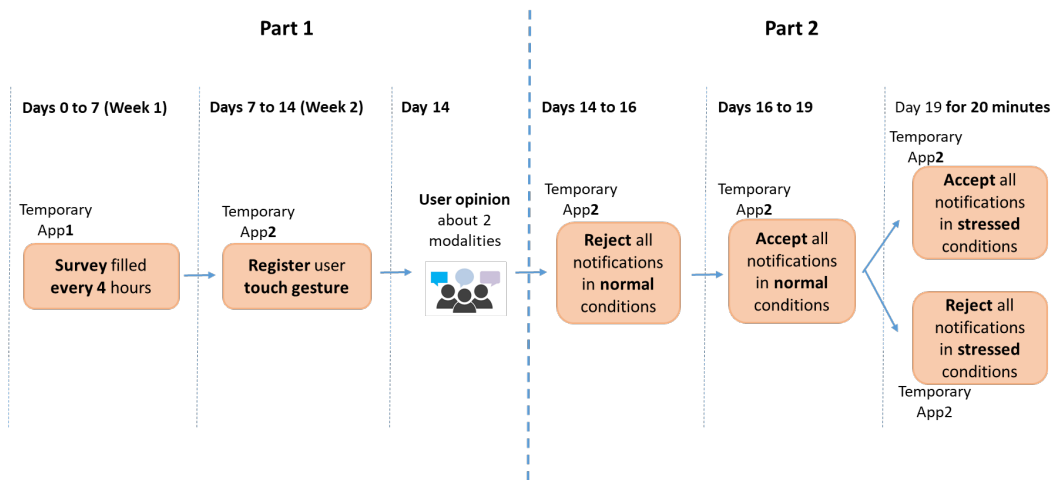 Part 1
Part 2
Days 0 to 7 (Week 1)
Days 7 to 14 (Week 2)
Day 14
Days 14 to 16
Days 16 to 19
Day 19 for 20 minutes
Temporary
App1
Survey filled
every 4 hours
Temporary
App2
Register user
touch gesture
User opinion
about 2
modalities
Temporary
App2
Reject all
notifications
in normal
conditions
Temporary
App2
Accept all
notifications
in normal
conditions
Temporary
App2
Accept all
notifications
in stressed
conditions
Reject all
notifications
in stressed
conditions
Temporary
App2